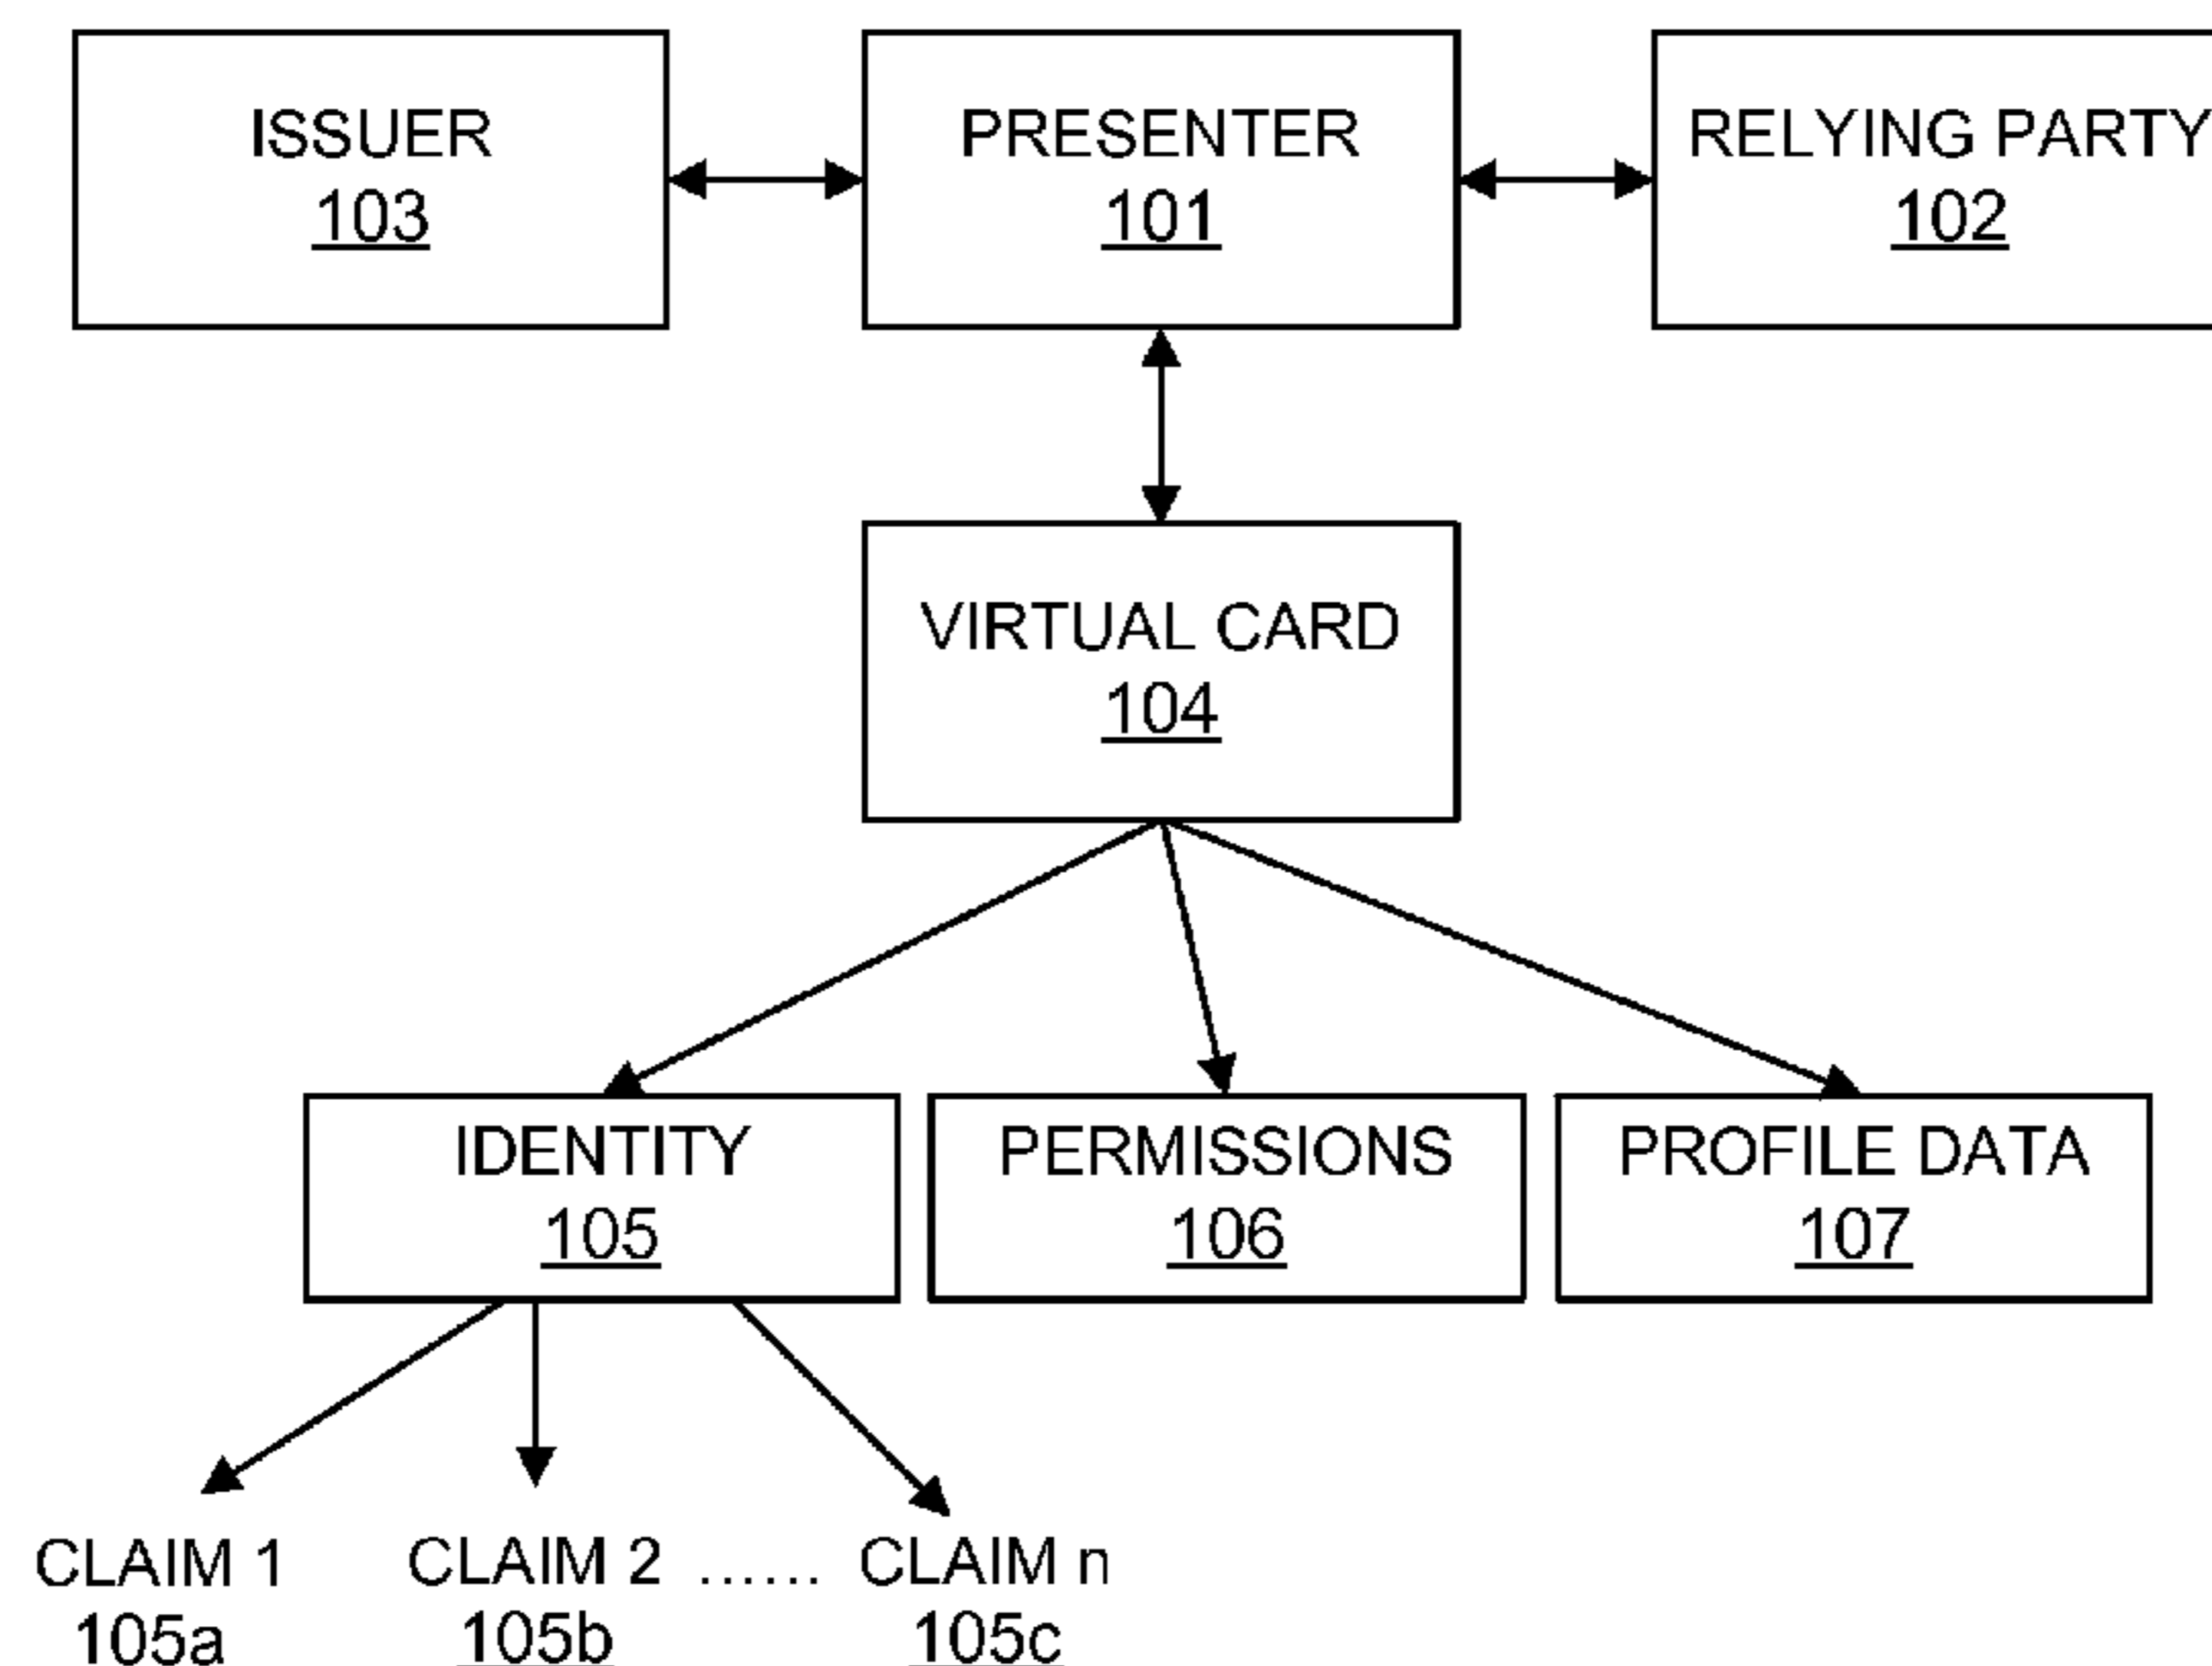 ISSUER
103
PRESENTER
101
RELYING PARTY
102
VIRTUAL CARD
104
IDENTITY
105
PERMISSIONS
106
PROFILE DATA
107
CLAIM 1
105a
CLAIM 2 ......
105b
CLAIM n
105c